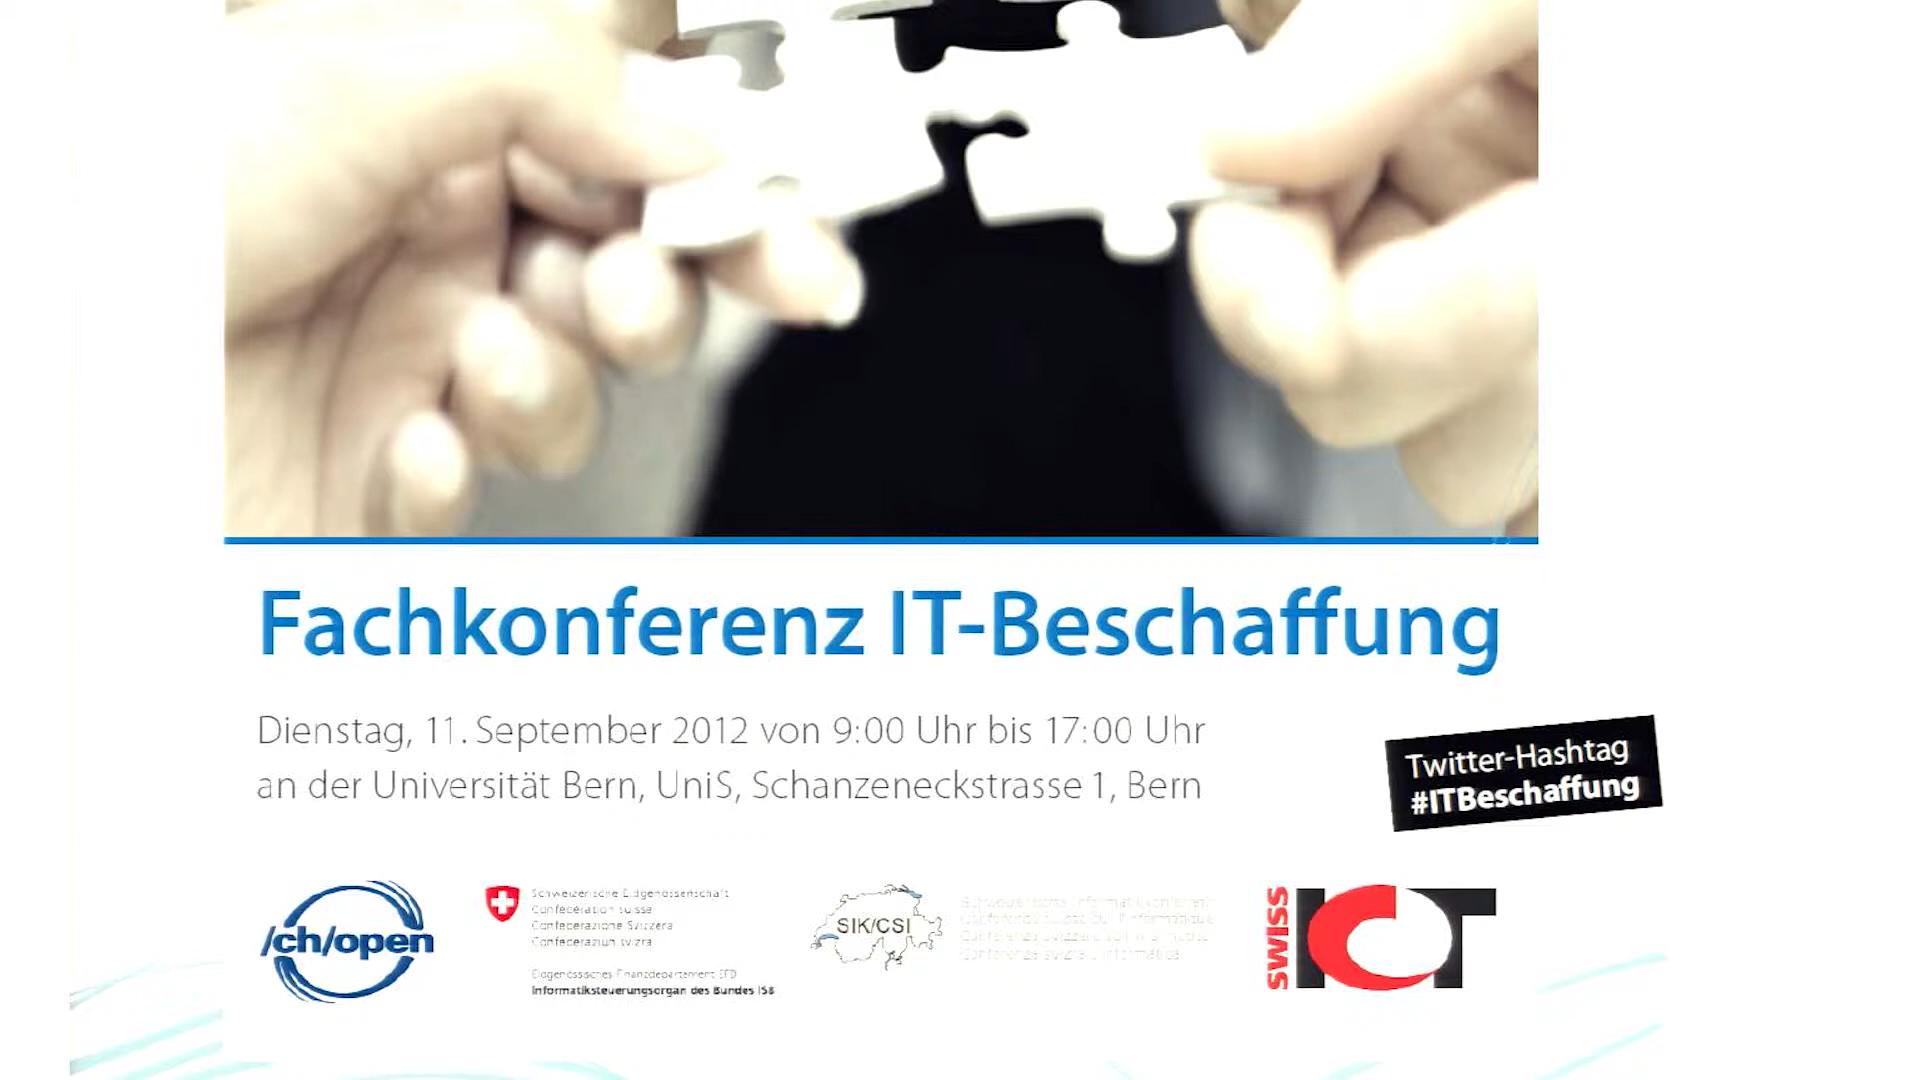 Fachkonferenz IT-Beschaffung
Dienstag, 11. September 2012 von 9:00 Uhr bis 17:00 Uhr
an der Universität Bern, UniS, Schanzeneckstrasse 1, Bern
Twitter-Hashtag
#ITBeschaffung
/ch/open
Schweizerische Eidgenossenschaft
Confédération suisse
Confederazione Svizzera
Confederaziun svizra
Eidgenössisches Finanzdepartement EFD
Informatiksteuerungsorgan des Bundes ISB
SIK/CSI
SWISS
ICT